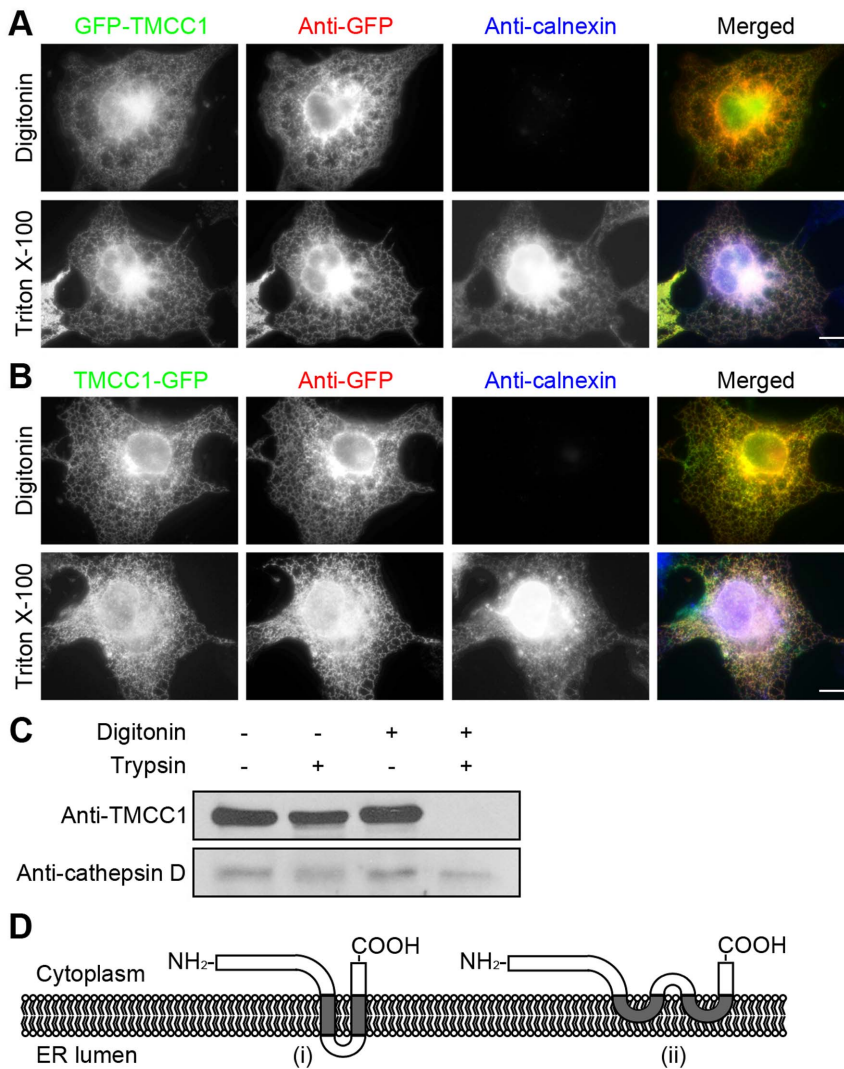 A
GFP-TMCC1 Anti-GFP Anti-calnexin Merged
Digitonin
Triton X-100
B
TMCC1-GFP Anti-GFP Anti-calnexin Merged
Digitonin
Triton X-100
C
Digitonin - - + +
Trypsin - + - +
Anti-TMCC1
Anti-cathepsin D
D
NH₂- COOH NH₂- COOH
Cytoplasm
ER lumen (i) (ii)